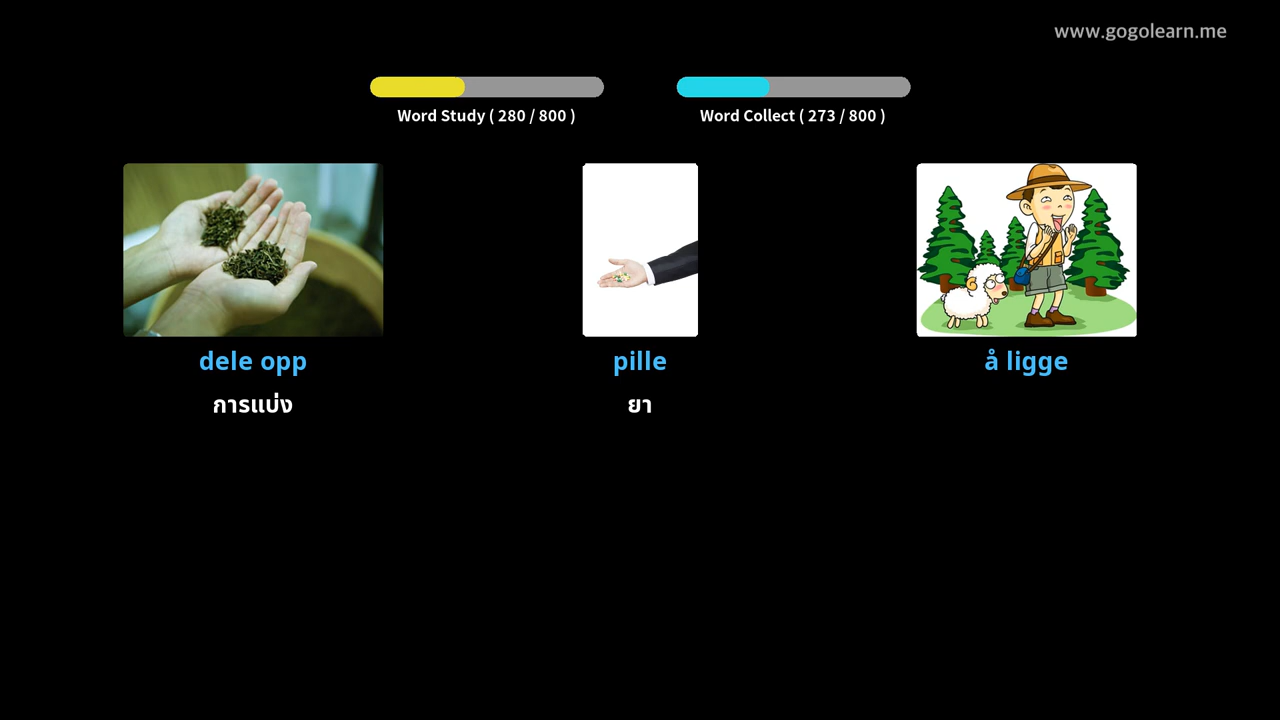 www.gogolearn.me
Word Study ( 280 / 800 )
Word Collect ( 273 / 800 )
dele opp
pille
å ligge
การแบ่ง
ยา